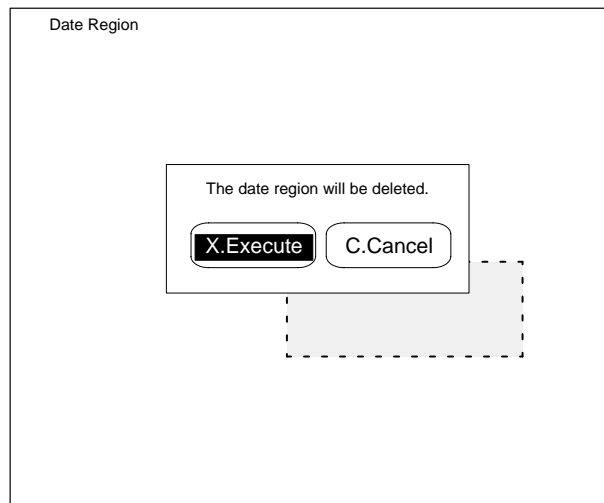 Date Region
The date region will be deleted.
X.Execute C.Cancel